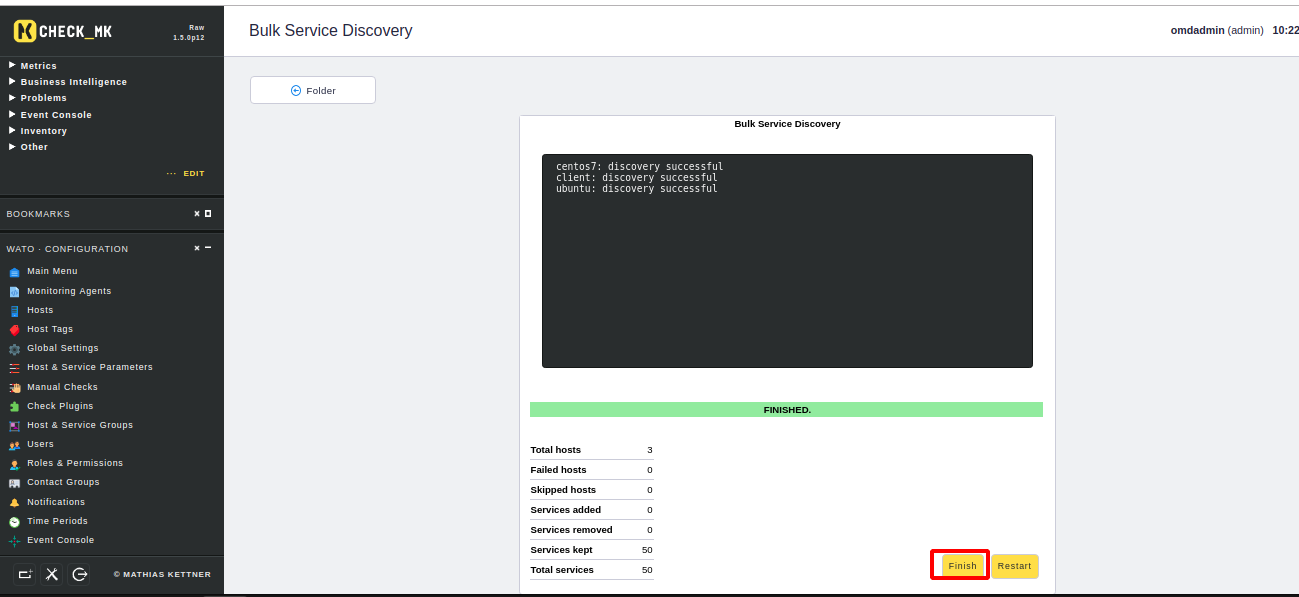 CHECK_MK
Raw
1.5.0p12
Metrics
Business Intelligence
Problems
Event Console
Inventory
Other
··· EDIT
BOOKMARKS
WATO · CONFIGURATION
Main Menu
Monitoring Agents
Hosts
Host Tags
Global Settings
Host & Service Parameters
Manual Checks
Check Plugins
Host & Service Groups
Users
Roles & Permissions
Contact Groups
Notifications
Time Periods
Event Console
© MATHIAS KETTNER
Bulk Service Discovery
omdadmin (admin) 10:22
Folder
Bulk Service Discovery
centos7: discovery successful
client: discovery successful
ubuntu: discovery successful
FINISHED.
Total hosts 3
Failed hosts 0
Skipped hosts 0
Services added 0
Services removed 0
Services kept 50
Total services 50
Finish Restart